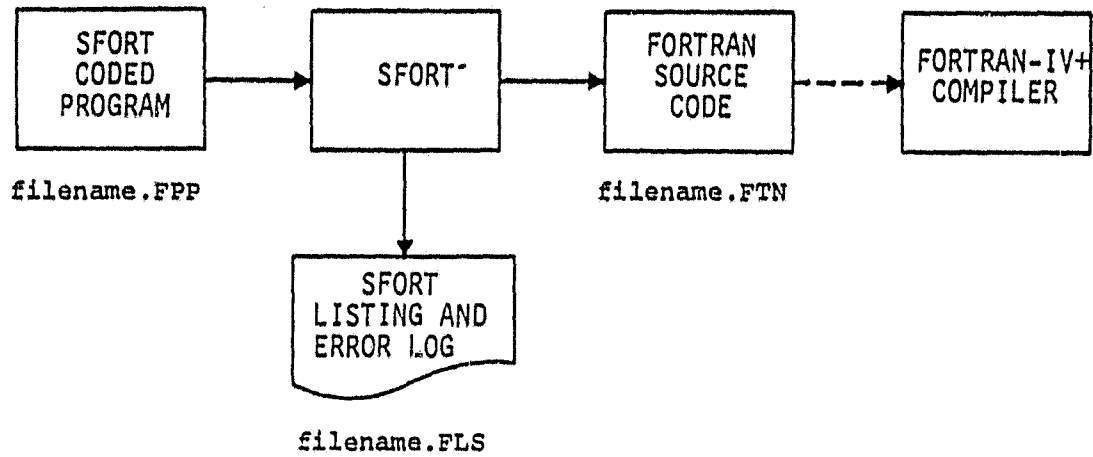 SFORT
CODED
PROGRAM
SFORT
FORTRAN
SOURCE
CODE
FORTRAN-IV+
COMPILER
filename.FPP
filename.FTN
SFORT
LISTING AND
ERROR LOG
filename.FLS